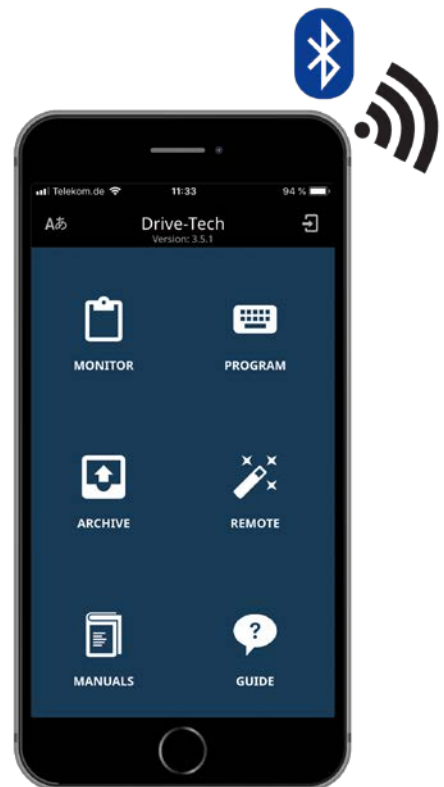 Telekom.de 11:33 94 %
Aあ Drive-Tech
Version: 3.5.1
MONITOR PROGRAM
ARCHIVE REMOTE
?
MANUALS GUIDE